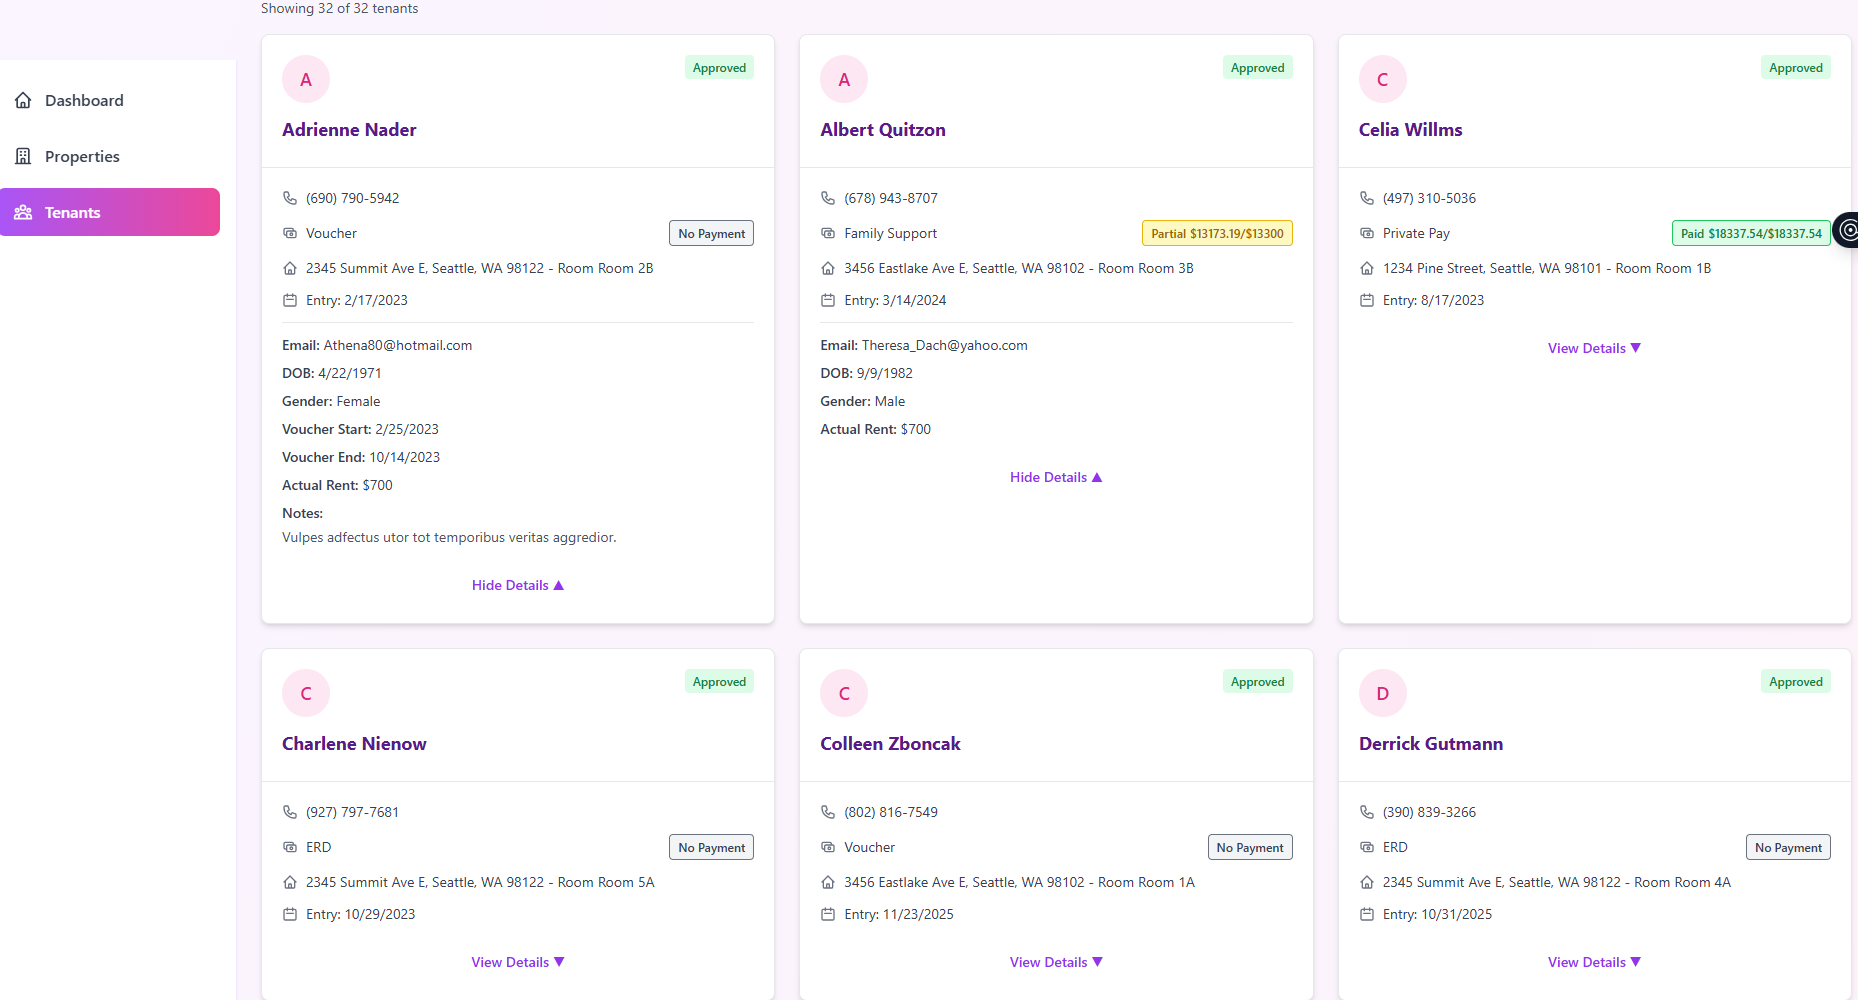 Showing 32 of 32 tenants
Dashboard
Properties
Tenants
A
Approved
Adrienne Nader
(690) 790-5942
Voucher
No Payment
2345 Summit Ave E, Seattle, WA 98122 - Room Room 2B
Entry: 2/17/2023
Email: Athena80@hotmail.com
DOB: 4/22/1971
Gender: Female
Voucher Start: 2/25/2023
Voucher End: 10/14/2023
Actual Rent: $700
Notes:
Vulpes adfectus utor tot temporibus veritas aggredior.
Hide Details ▲
A
Approved
Albert Quitzon
(678) 943-8707
Family Support
Partial $13173.19/$13300
3456 Eastlake Ave E, Seattle, WA 98102 - Room Room 3B
Entry: 3/14/2024
Email: Theresa_Dach@yahoo.com
DOB: 9/9/1982
Gender: Male
Actual Rent: $700
Hide Details ▲
C
Approved
Celia Willms
(497) 310-5036
Private Pay
Paid $18337.54/$18337.54
1234 Pine Street, Seattle, WA 98101 - Room Room 1B
Entry: 8/17/2023
View Details ▼
C
Approved
Charlene Nienow
(927) 797-7681
ERD
No Payment
2345 Summit Ave E, Seattle, WA 98122 - Room Room 5A
Entry: 10/29/2023
View Details ▼
C
Approved
Colleen Zboncak
(802) 816-7549
Voucher
No Payment
3456 Eastlake Ave E, Seattle, WA 98102 - Room Room 1A
Entry: 11/23/2025
View Details ▼
D
Approved
Derrick Gutmann
(390) 839-3266
ERD
No Payment
2345 Summit Ave E, Seattle, WA 98122 - Room Room 4A
Entry: 10/31/2025
View Details ▼